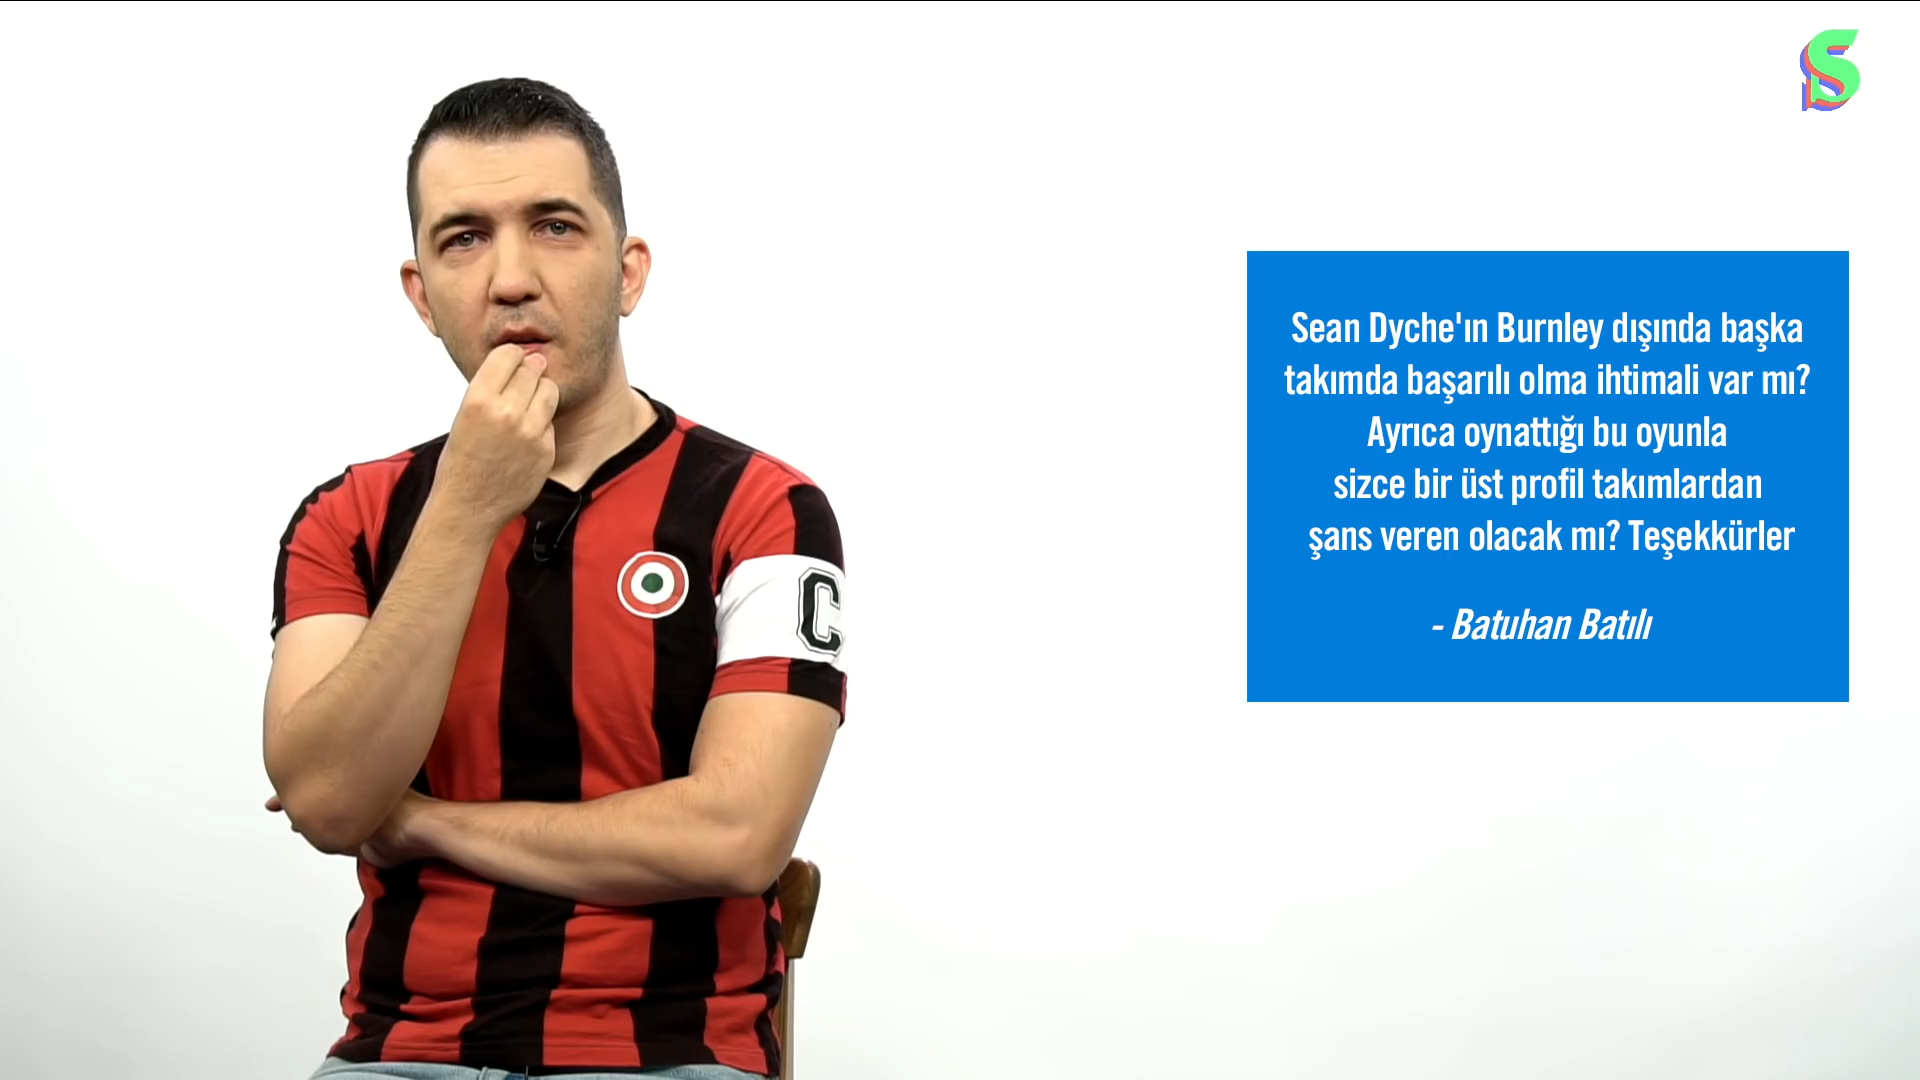 S
Sean Dyche'ın Burnley dışında başka
takımda başarılı olma ihtimali var mı?
Ayrıca oynattığı bu oyunla
sizce bir üst profil takımlardan
şans veren olacak mı? Teşekkürler
- Batuhan Batılı
C